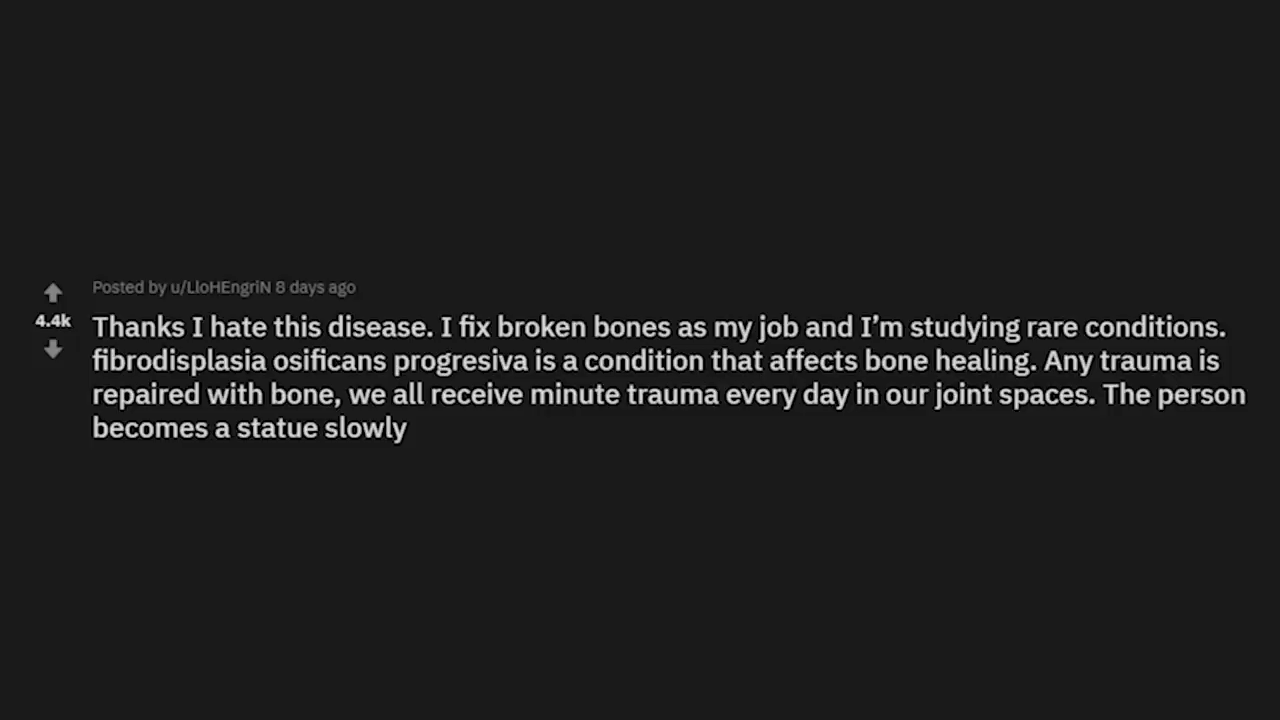 Posted by u/LloHEngriN 8 days ago
4.4k
Thanks I hate this disease. I fix broken bones as my job and I’m studying rare conditions.
fibrodisplasia osificans progresiva is a condition that affects bone healing. Any trauma is
repaired with bone, we all receive minute trauma every day in our joint spaces. The person
becomes a statue slowly